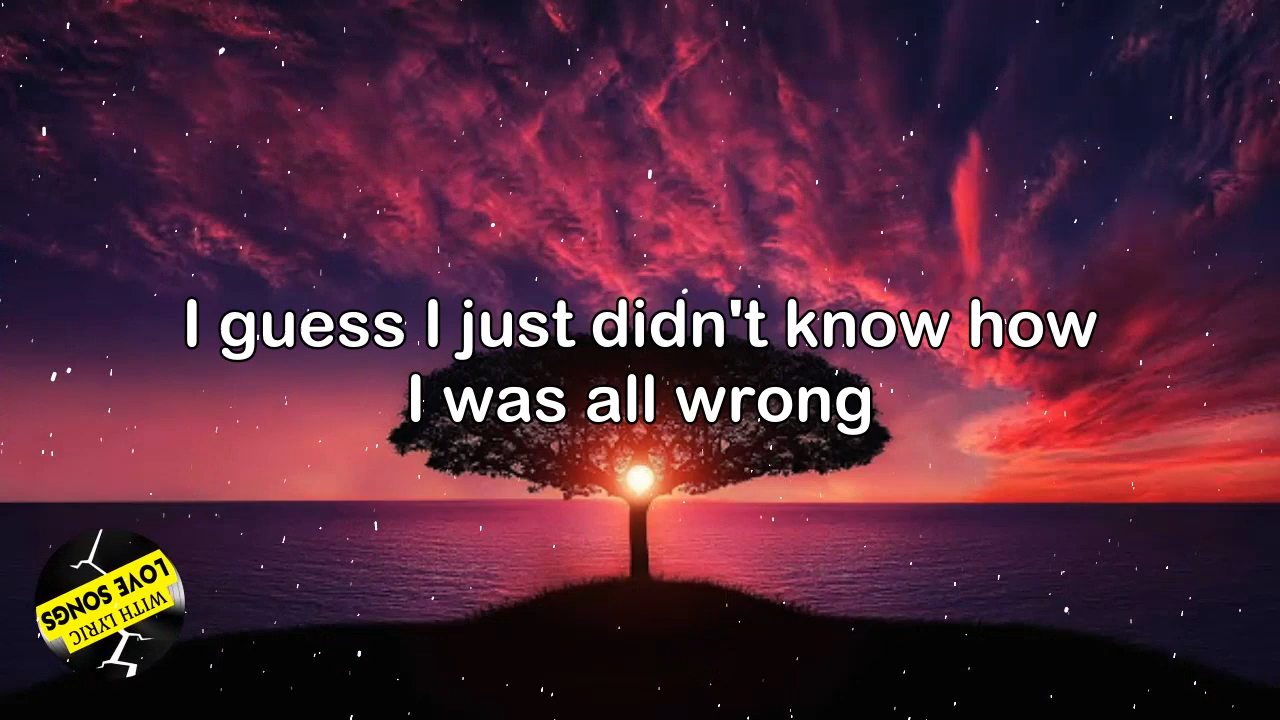 I guess I just didn't know how
I was all wrong
LOVE SONGS
WITH LYRIC